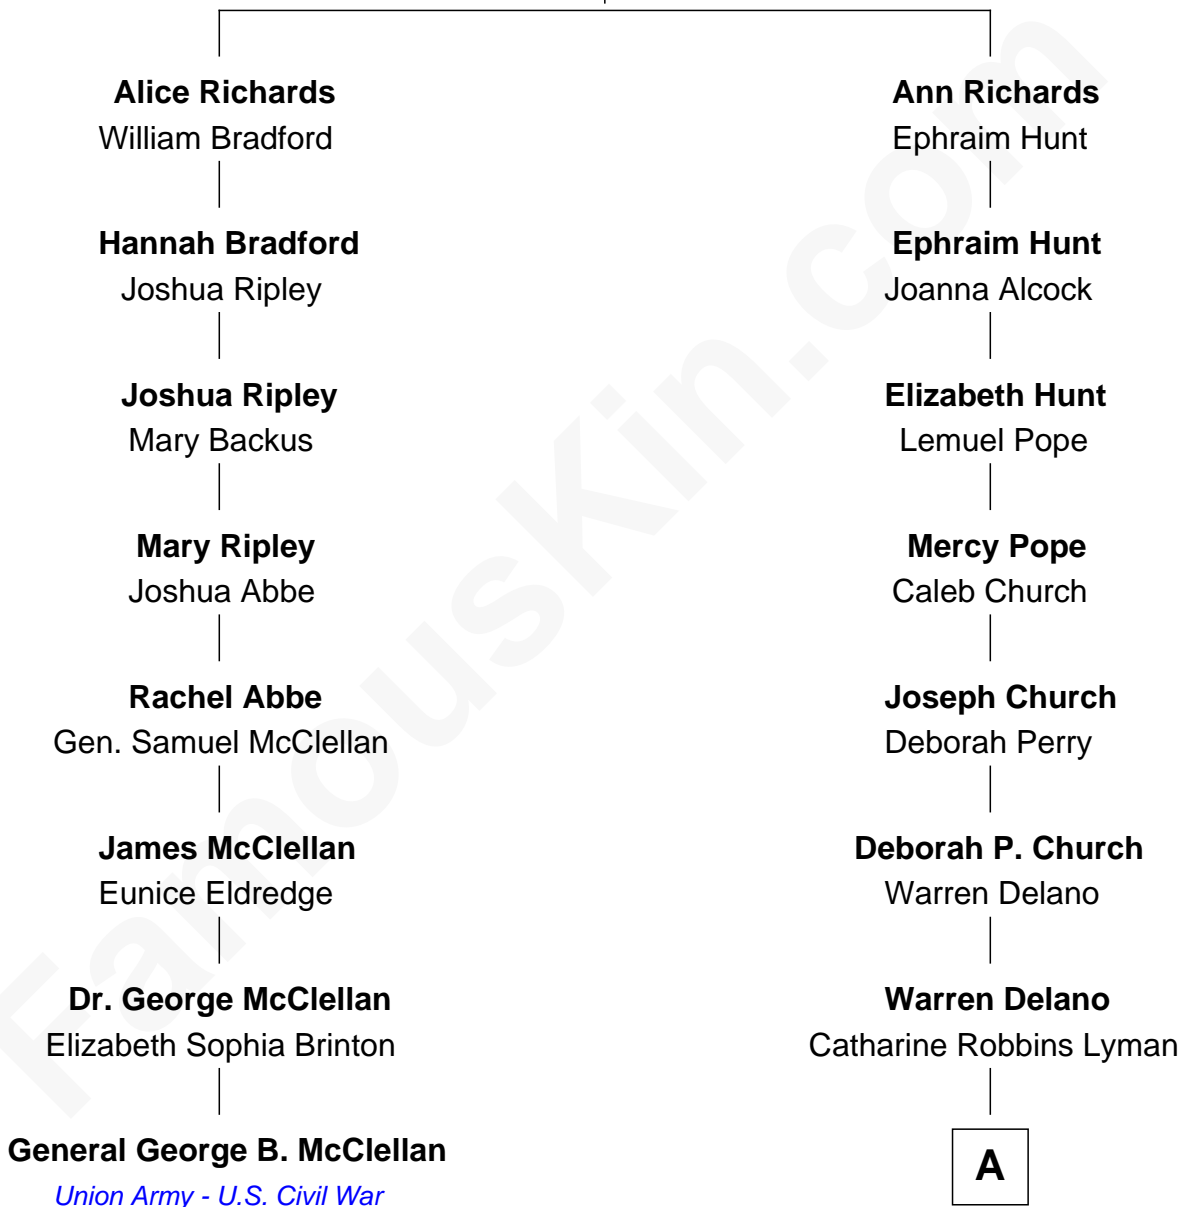 Alice Richards
William Bradford
Hannah Bradford
Joshua Ripley
Joshua Ripley
Mary Backus
Mary Ripley
Joshua Abbe
Rachel Abbe
Gen. Samuel McClellan
James McClellan
Eunice Eldredge
Dr. George McClellan
Elizabeth Sophia Brinton
General George B. McClellan
Union Army - U.S. Civil War
Ann Richards
Ephraim Hunt
Ephraim Hunt
Joanna Alcock
Elizabeth Hunt
Lemuel Pope
Mercy Pope
Caleb Church
Joseph Church
Deborah Perry
Deborah P. Church
Warren Delano
Warren Delano
Catharine Robbins Lyman
A
FamousKin.com